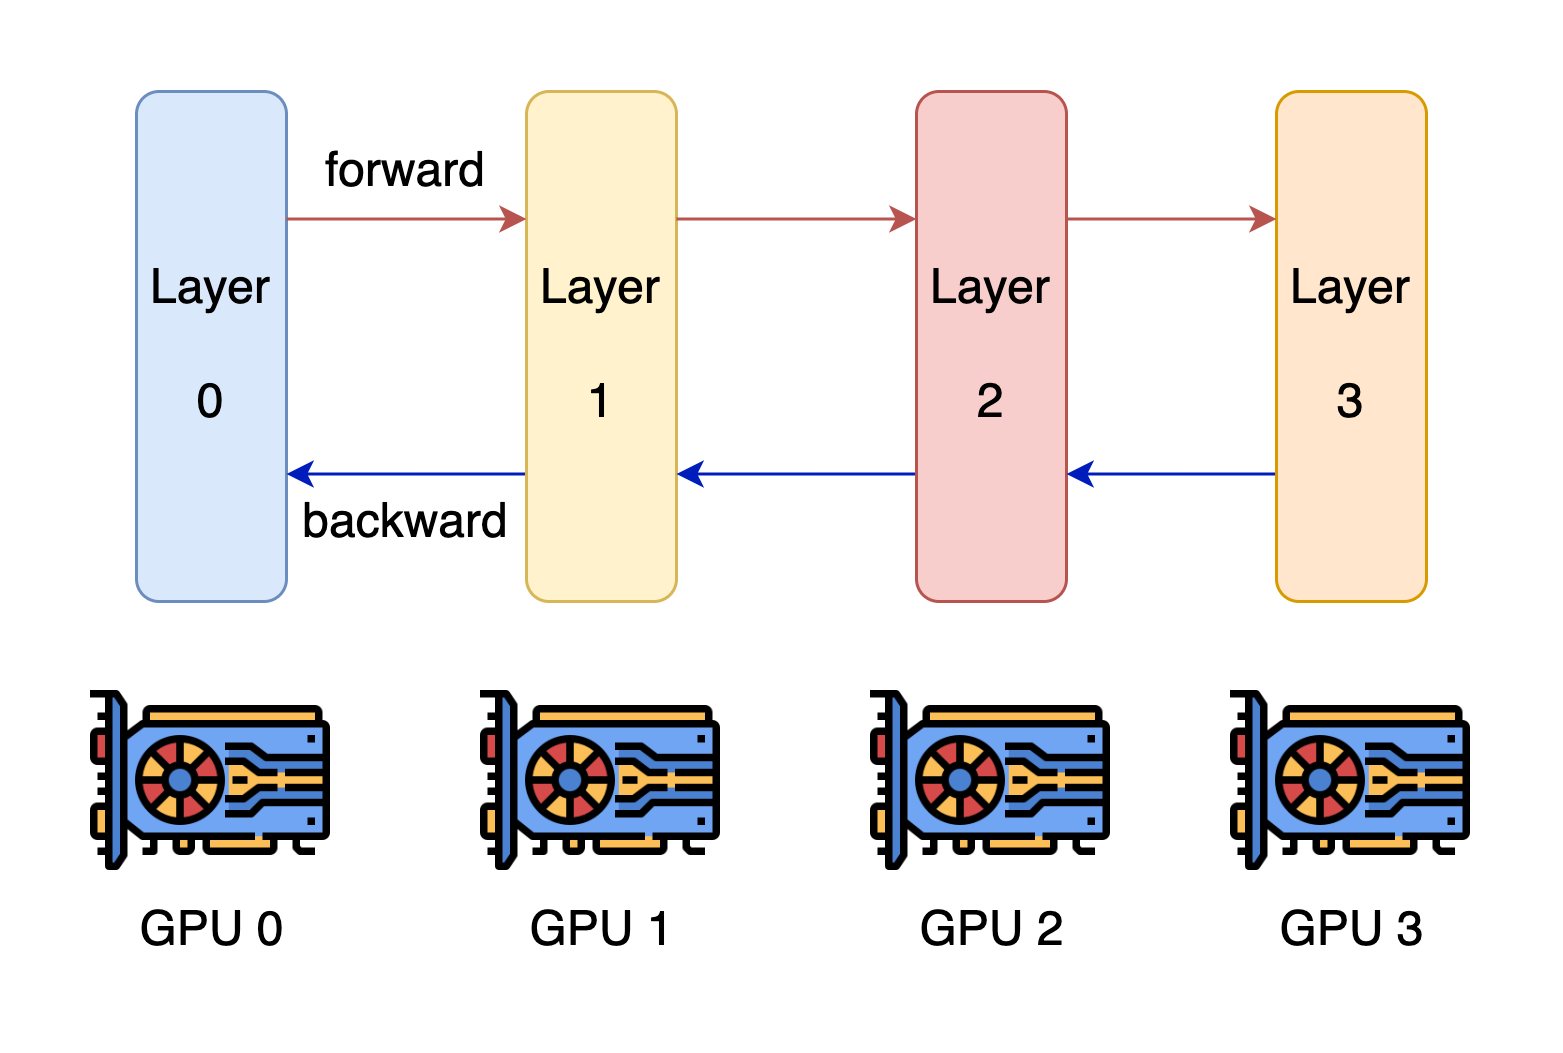 forward
Layer
0
Layer
1
Layer
2
Layer
3
backward
GPU 0
GPU 1
GPU 2
GPU 3